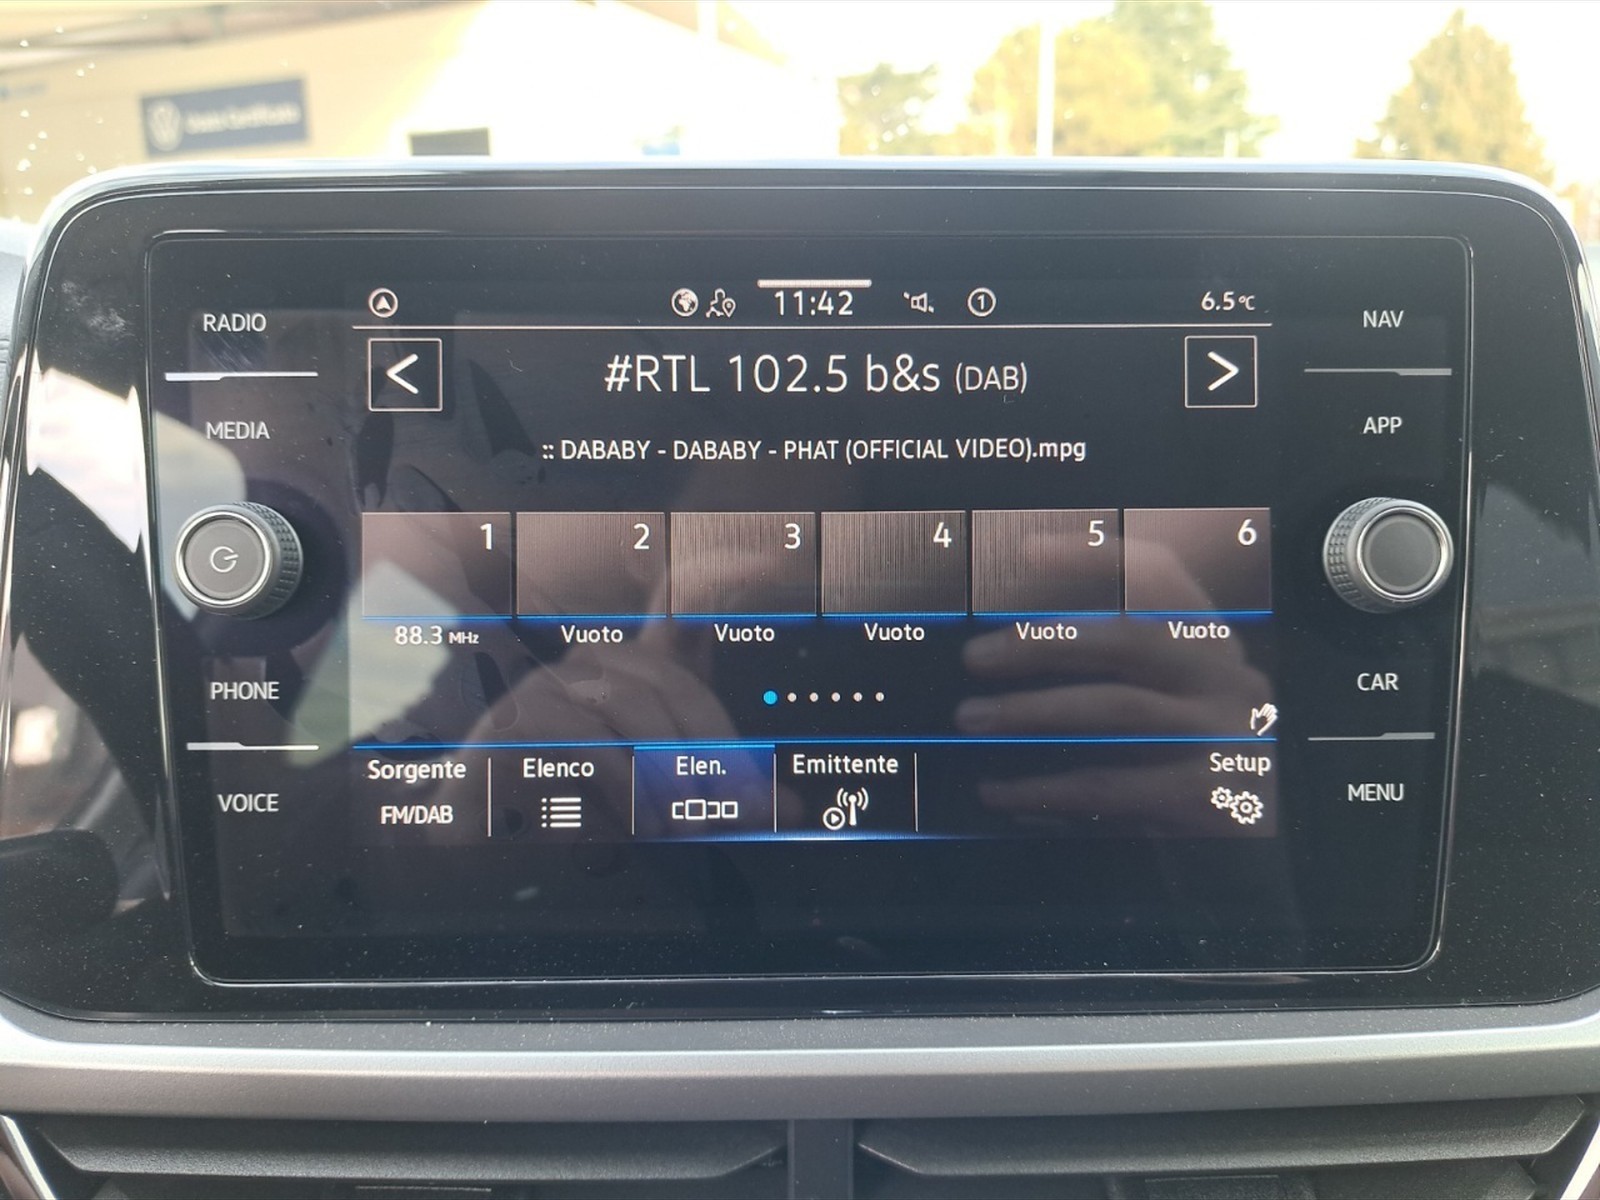 RADIO
MEDIA
PHONE
VOICE
11:42
1
6.5°C
< #RTL 102.5 b&s (DAB) >
:: DABABY - DABABY - PHAT (OFFICIAL VIDEO).mpg
1 2 3 4 5 6
88.3 MHz Vuoto Vuoto Vuoto Vuoto Vuoto
Sorgente Elenco Elen. Emittente Setup
FM/DAB
NAV
APP
CAR
MENU